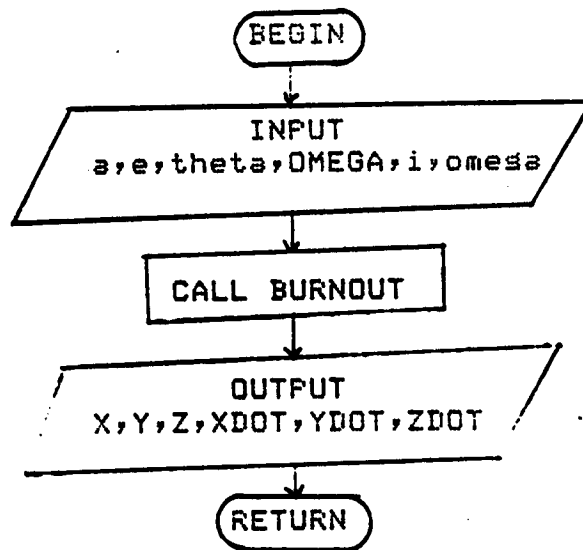 BEGIN
INPUT
a,e,theta,OMEGA,i,omega
CALL BURNOUT
OUTPUT
X,Y,Z,XDOT,YDOT,ZDOT
RETURN